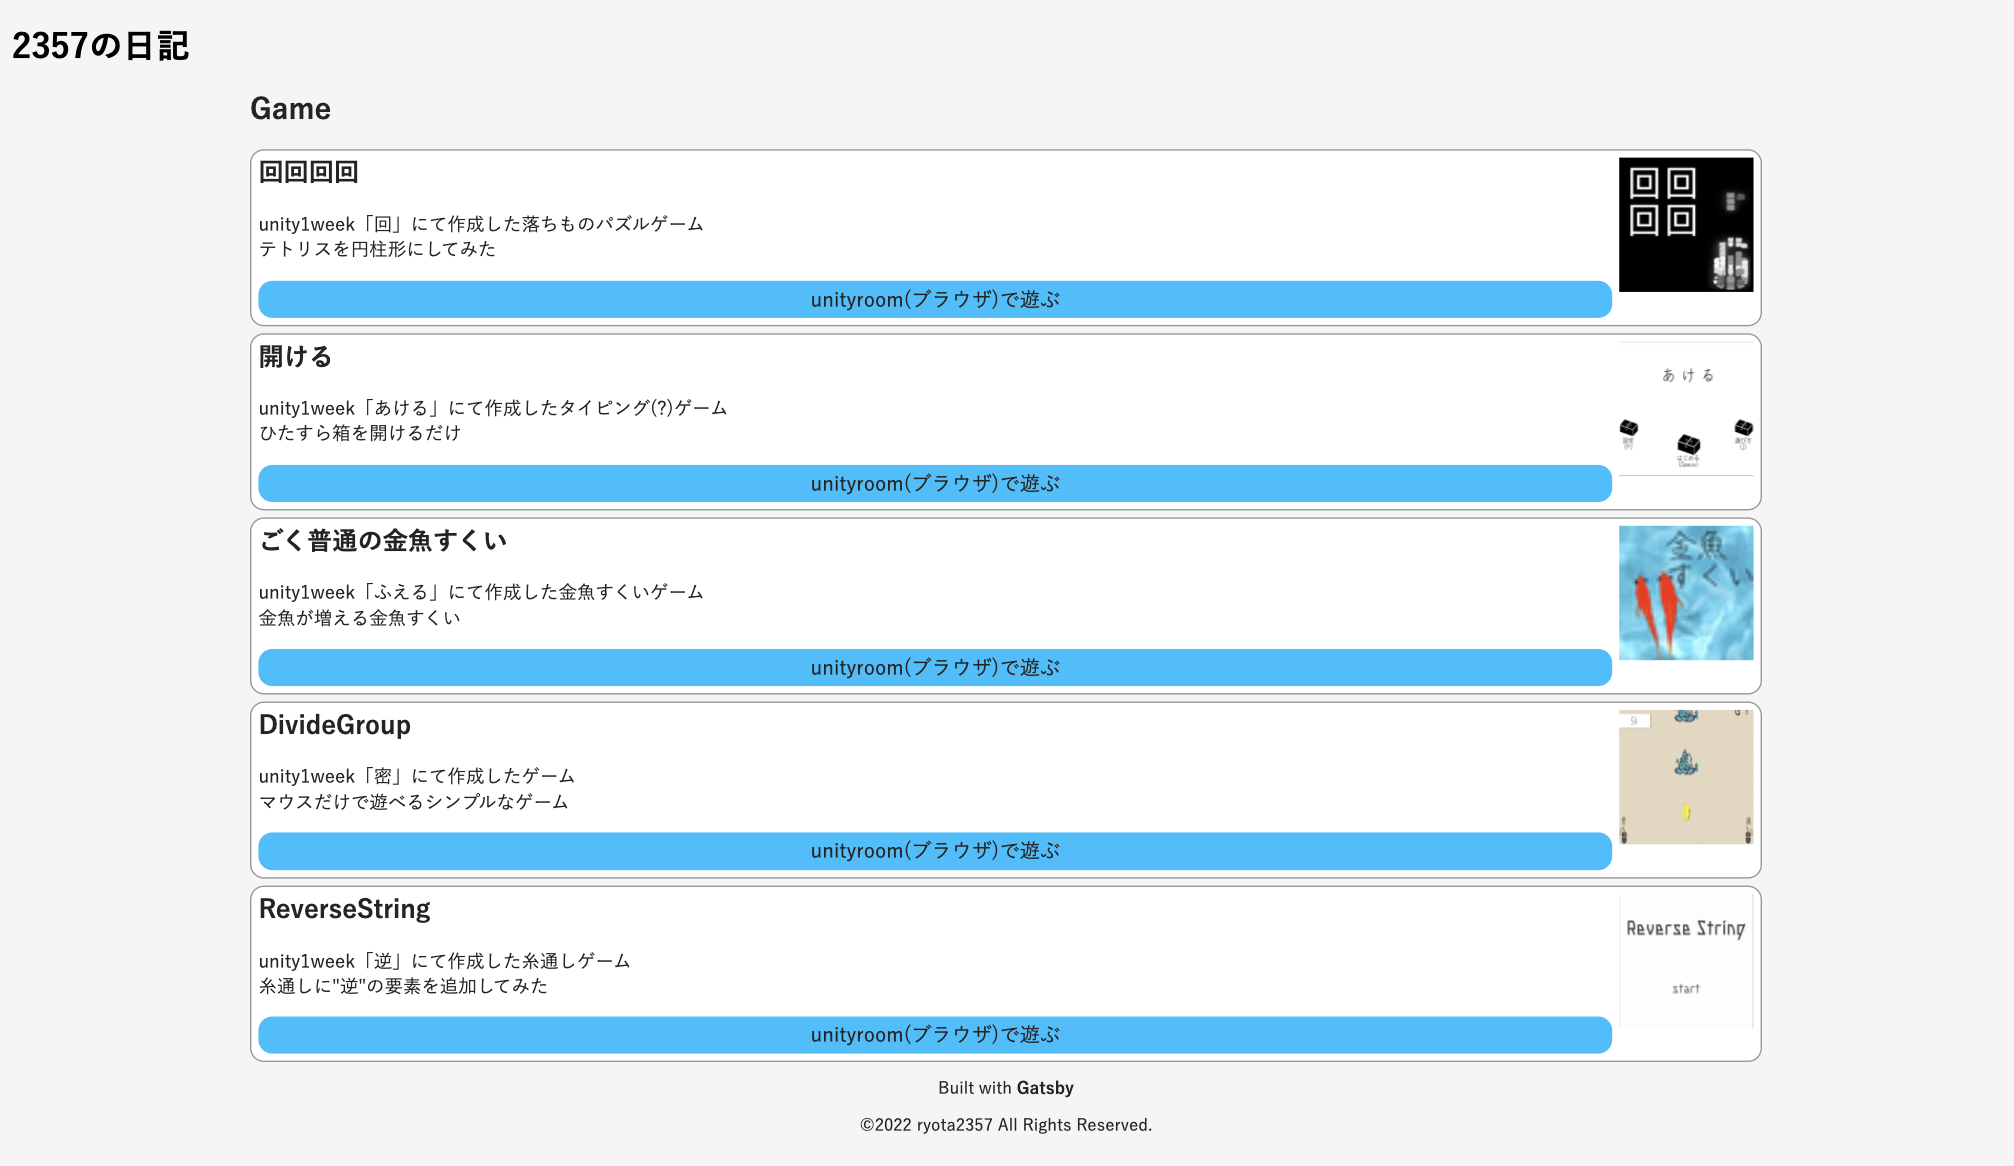 2357の日記
Game
回回回回
unity1week「回」にて作成した落ちものパズルゲーム
テトリスを円柱形にしてみた
unityroom(ブラウザ)で遊ぶ
回回
回回
開ける
unity1week「あける」にて作成したタイピング(?)ゲーム
ひたすら箱を開けるだけ
unityroom(ブラウザ)で遊ぶ
あける
はじめる
(Space)
ごく普通の金魚すくい
unity1week「ふえる」にて作成した金魚すくいゲーム
金魚が増える金魚すくい
unityroom(ブラウザ)で遊ぶ
金魚
すくい
DivideGroup
unity1week「密」にて作成したゲーム
マウスだけで遊べるシンプルなゲーム
unityroom(ブラウザ)で遊ぶ
ReverseString
unity1week「逆」にて作成した糸通しゲーム
糸通しに"逆"の要素を追加してみた
unityroom(ブラウザ)で遊ぶ
Reverse String
start
Built with Gatsby
©2022 ryota2357 All Rights Reserved.